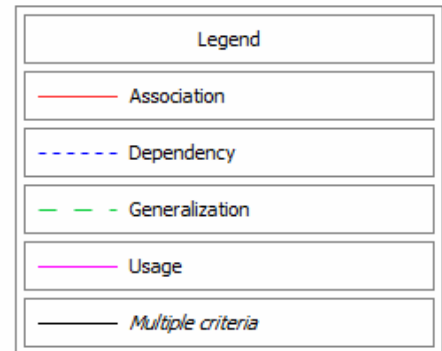 Legend
Association
Dependency
Generalization
Usage
Multiple criteria